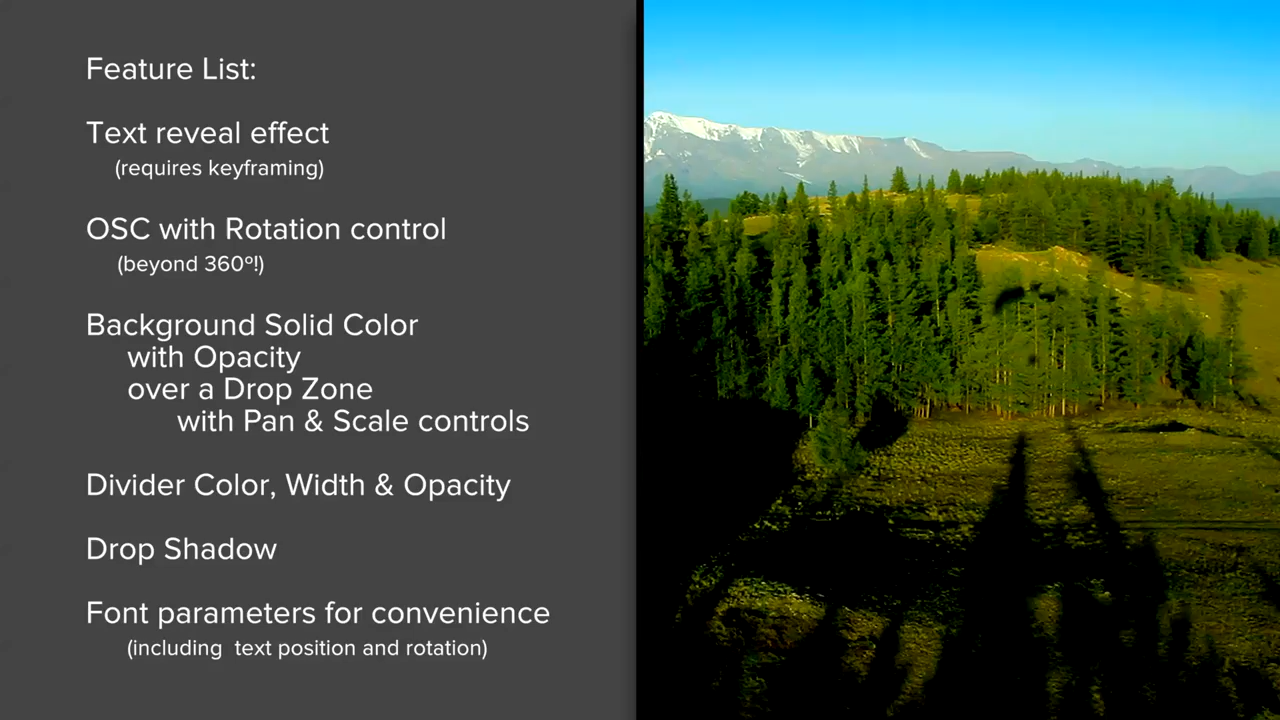 Feature List:
Text reveal effect
(requires keyframing)
OSC with Rotation control
(beyond 360º!)
Background Solid Color
with Opacity
over a Drop Zone
with Pan & Scale controls
Divider Color, Width & Opacity
Drop Shadow
Font parameters for convenience
(including  text position and rotation)